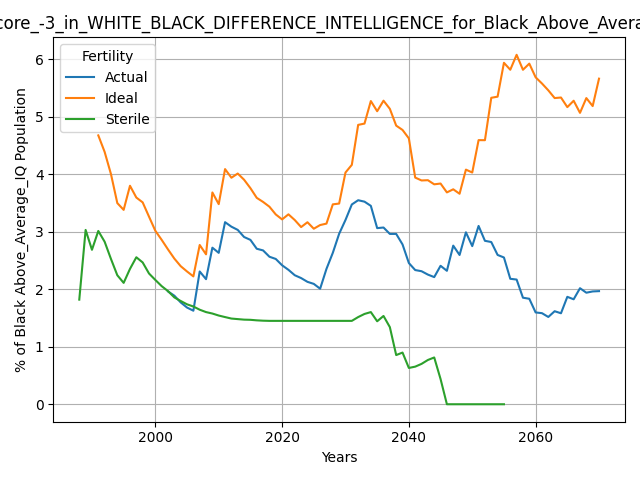 core_-3_in_WHITE_BLACK_DIFFERENCE_INTELLIGENCE_for_Black_Above_Avera
Fertility
Actual
Ideal
Sterile
% of Black Above_Average_IQ Population
6
5
4
3
2
1
0
2000 2020 2040 2060
Years